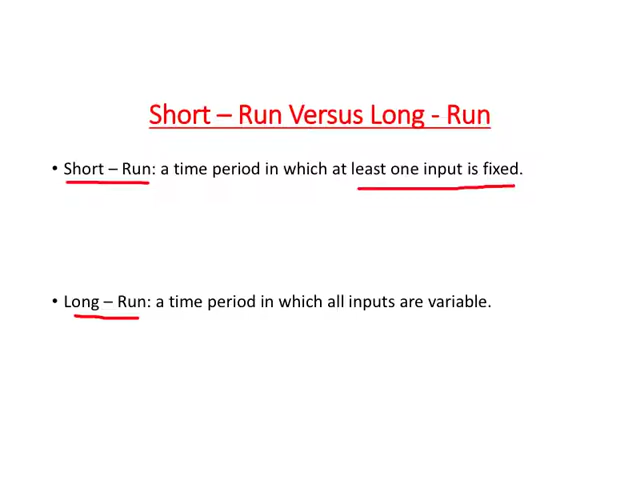 Short – Run Versus Long - Run
• Short – Run: a time period in which at least one input is fixed.
• Long – Run: a time period in which all inputs are variable.